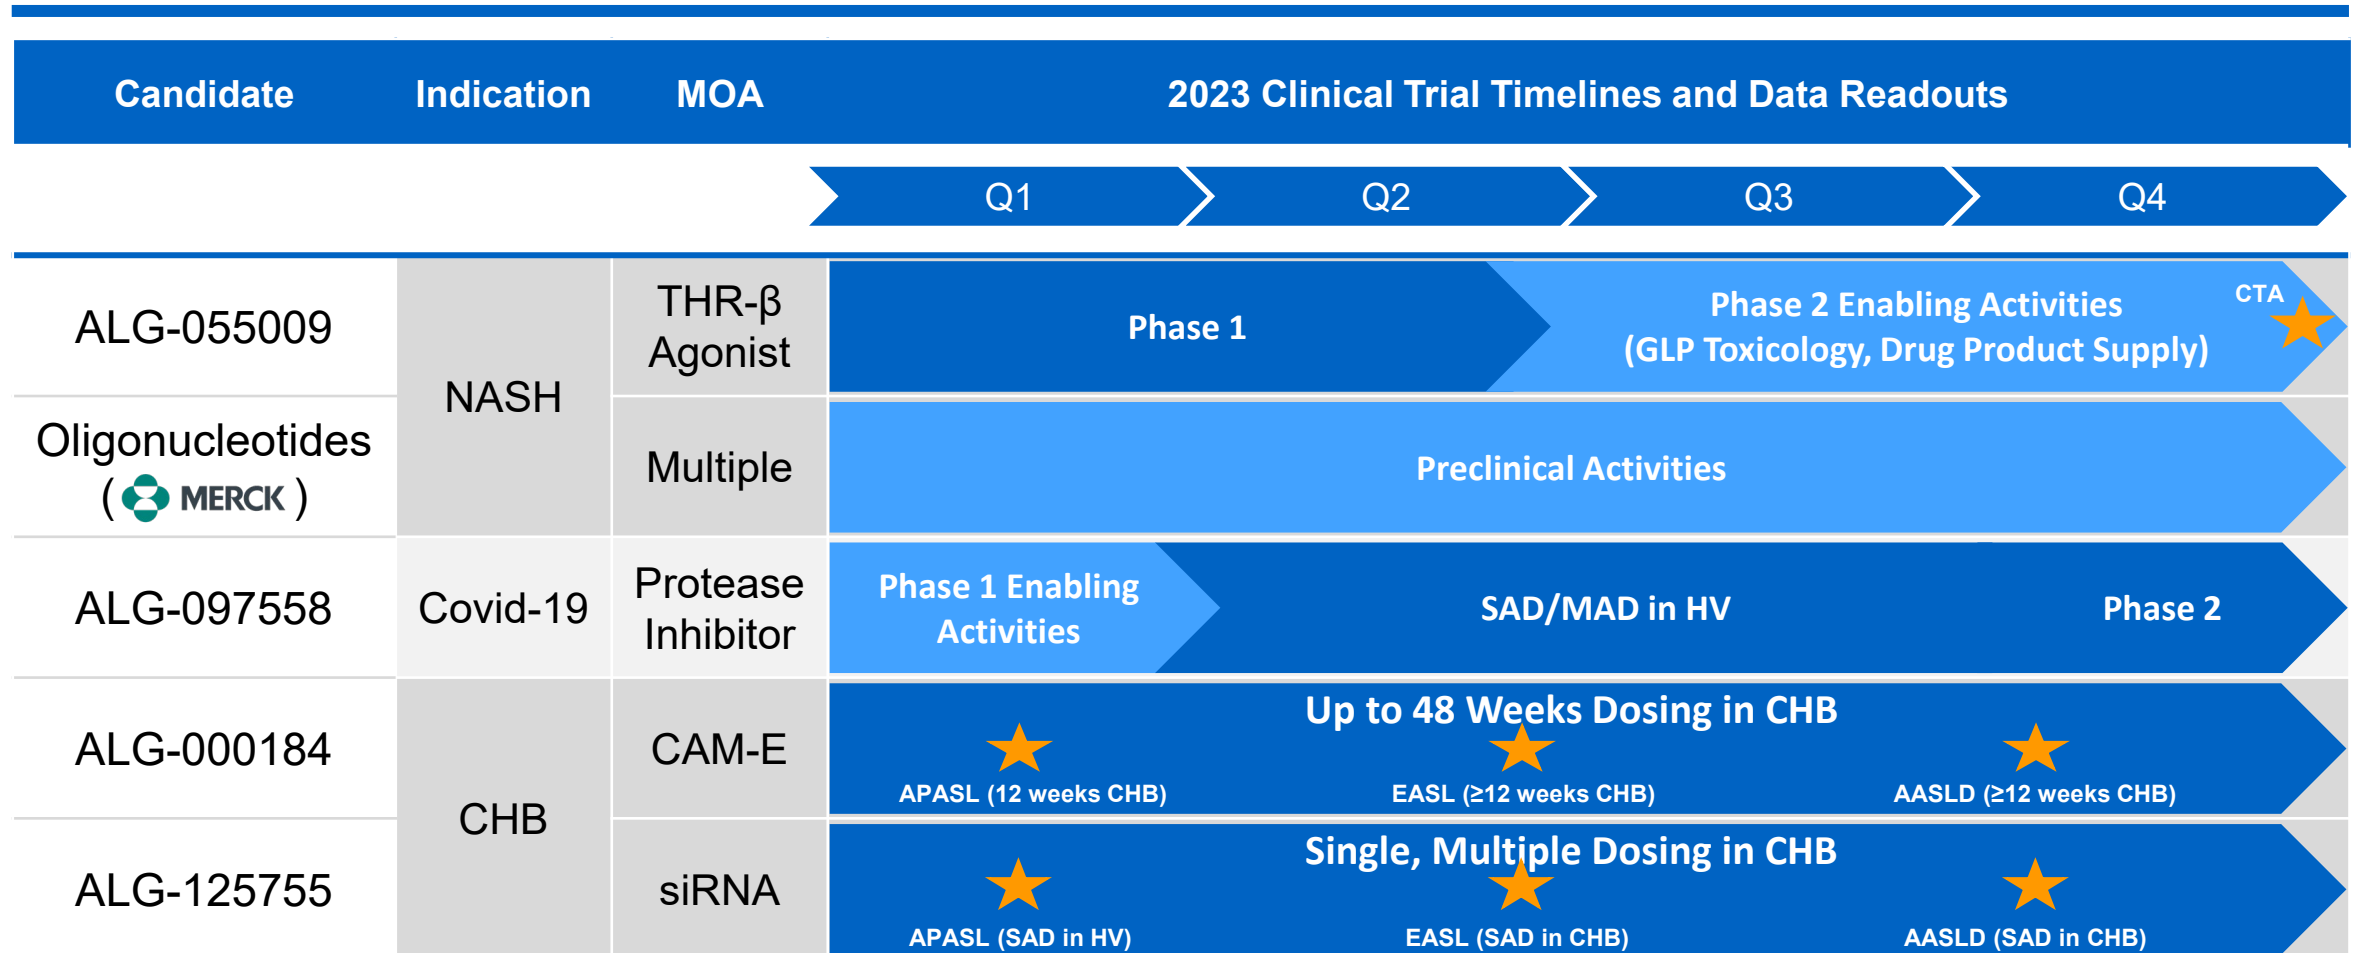 Candidate
Indication
MOA
2023 Clinical Trial Timelines and Data Readouts
Q1
Q2
Q3
Q4
ALG-055009
NASH
THR-β
Agonist
Phase 1
Phase 2 Enabling Activities
(GLP Toxicology, Drug Product Supply)
CTA
Oligonucleotides
( MERCK )
Multiple
Preclinical Activities
ALG-097558
Covid-19
Protease
Inhibitor
Phase 1 Enabling
Activities
SAD/MAD in HV
Phase 2
ALG-000184
CHB
CAM-E
Up to 48 Weeks Dosing in CHB
APASL (12 weeks CHB)
EASL (≥12 weeks CHB)
AASLD (≥12 weeks CHB)
ALG-125755
siRNA
Single, Multiple Dosing in CHB
APASL (SAD in HV)
EASL (SAD in CHB)
AASLD (SAD in CHB)